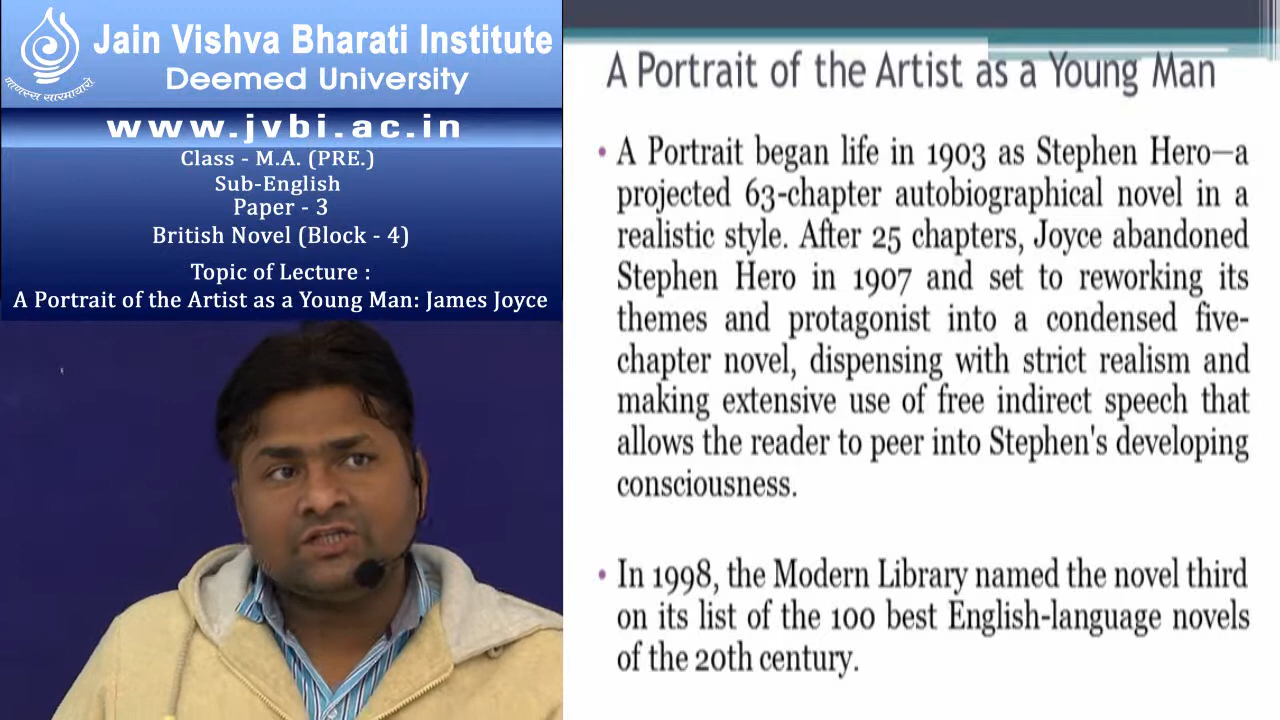 Jain Vishva Bharati Institute
Deemed University
णाणस्स सारमायारो
www.jvbi.ac.in
Class - M.A. (PRE.)
Sub-English
Paper - 3
British Novel (Block - 4)
Topic of Lecture :
A Portrait of the Artist as a Young Man: James Joyce
A Portrait of the Artist as a Young Man
• A Portrait began life in 1903 as Stephen Hero—a
projected 63-chapter autobiographical novel in a
realistic style. After 25 chapters, Joyce abandoned
Stephen Hero in 1907 and set to reworking its
themes and protagonist into a condensed five-
chapter novel, dispensing with strict realism and
making extensive use of free indirect speech that
allows the reader to peer into Stephen's developing
consciousness.
• In 1998, the Modern Library named the novel third
on its list of the 100 best English-language novels
of the 20th century.